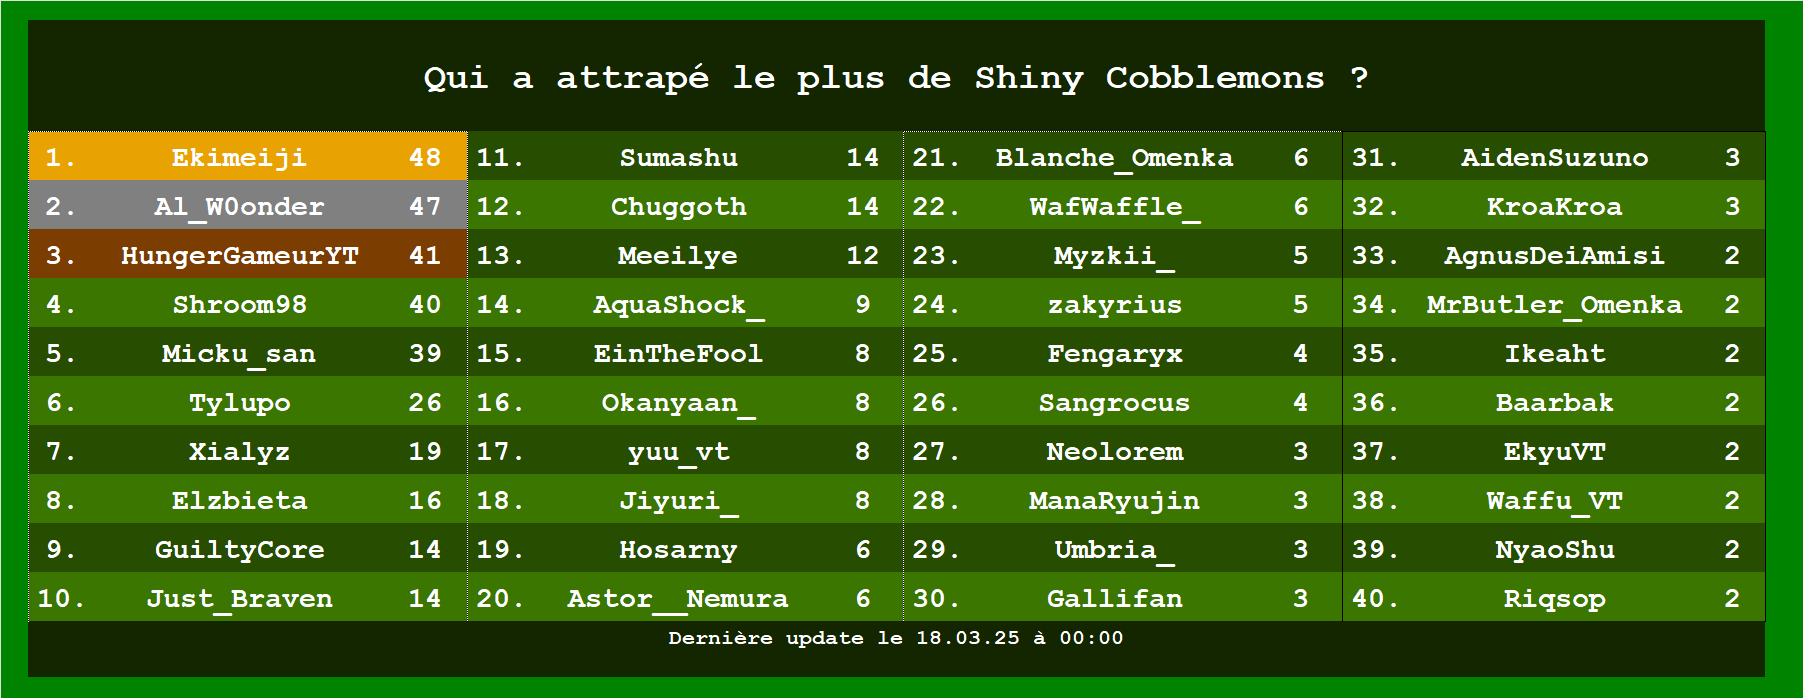 Qui a attrapé le plus de Shiny Cobblemons ?
1. Ekimeiji 48
2. Al_W0onder 47
3. HungerGameurYT 41
4. Shroom98 40
5. Micku_san 39
6. Tylupo 26
7. Xialyz 19
8. Elzbieta 16
9. GuiltyCore 14
10. Just_Braven 14
11. Sumashu 14
12. Chuggoth 14
13. Meeilye 12
14. AquaShock_ 9
15. EinTheFool 8
16. Okanyaan_ 8
17. yuu_vt 8
18. Jiyuri_ 8
19. Hosarny 6
20. Astor__Nemura 6
21. Blanche_Omenka 6
22. WafWaffle_ 6
23. Myzkii_ 5
24. zakyrius 5
25. Fengaryx 4
26. Sangrocus 4
27. Neolorem 3
28. ManaRyujin 3
29. Umbria_ 3
30. Gallifan 3
31. AidenSuzuno 3
32. KroaKroa 3
33. AgnusDeiAmisi 2
34. MrButler_Omenka 2
35. Ikeaht 2
36. Baarbak 2
37. EkyuVT 2
38. Waffu_VT 2
39. NyaoShu 2
40. Riqsop 2
Dernière update le 18.03.25 à 00:00